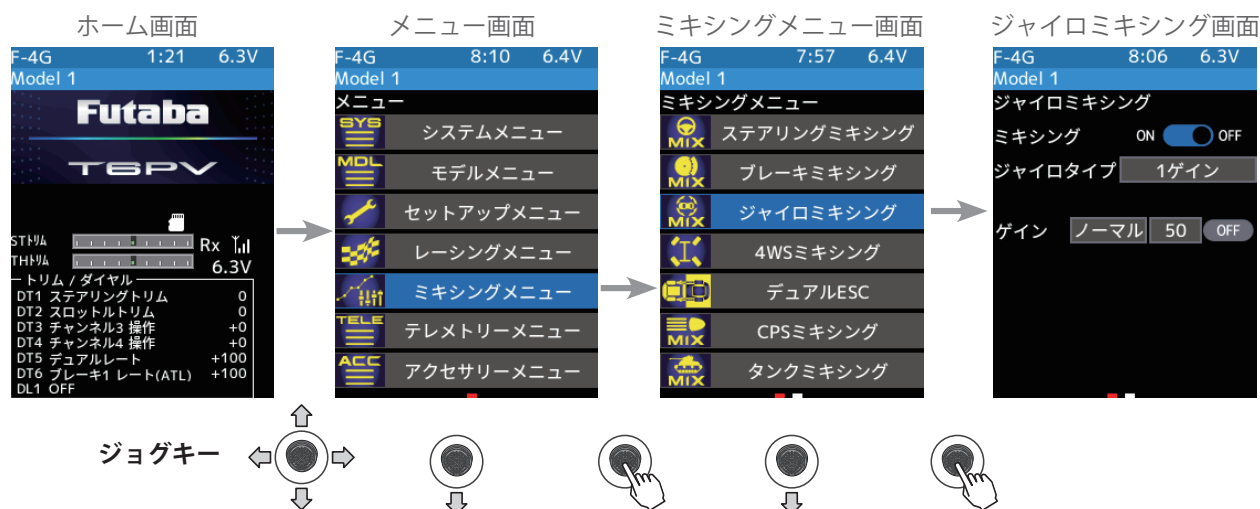 ホーム画面
F-4G 1:21 6.3V
Model 1
Futaba
T6PV
STトリム
Rx
THトリム
6.3V
トリム / ダイヤル
DT1 ステアリングトリム 0
DT2 スロットルトリム 0
DT3 チャンネル3 操作 +0
DT4 チャンネル4 操作 +0
DT5 デュアルレート +100
DT6 ブレーキ1 レート(ATL) +100
DL1 OFF
メニュー画面
F-4G 8:10 6.4V
Model 1
メニュー
SYS システムメニュー
MDL モデルメニュー
セットアップメニュー
レーシングメニュー
ミキシングメニュー
TELE テレメトリーメニュー
ACC アクセサリーメニュー
ミキシングメニュー画面
F-4G 7:57 6.4V
Model 1
ミキシングメニュー
MIX ステアリングミキシング
MIX ブレーキミキシング
MIX ジャイロミキシング
4WSミキシング
デュアルESC
MIX CPSミキシング
MIX タンクミキシング
ジャイロミキシング画面
F-4G 8:06 6.3V
Model 1
ジャイロミキシング
ミキシング ON OFF
ジャイロタイプ 1ゲイン
ゲイン ノーマル 50 OFF
ジョグキー